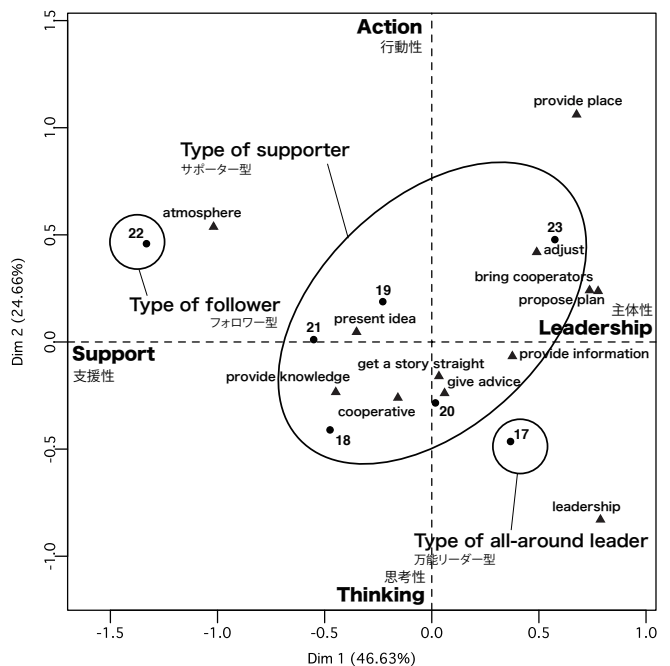 1.5
Action
行動性
provide place
1.0
Type of supporter
サポーター型
atmosphere
0.5
22
23
adjust
bring cooperators
19
propose plan
Type of follower
フォロワー型
present idea
主体性
21
Leadership
0.0
Support
支援性
provide information
get a story straight
provide knowledge
give advice
cooperative
20
18
17
-0.5
leadership
Type of all-around leader
万能リーダー型
-1.0
思考性
Thinking
Dim 2 (24.66%)
-1.5
-1.0
-0.5
0.0
0.5
1.0
Dim 1 (46.63%)